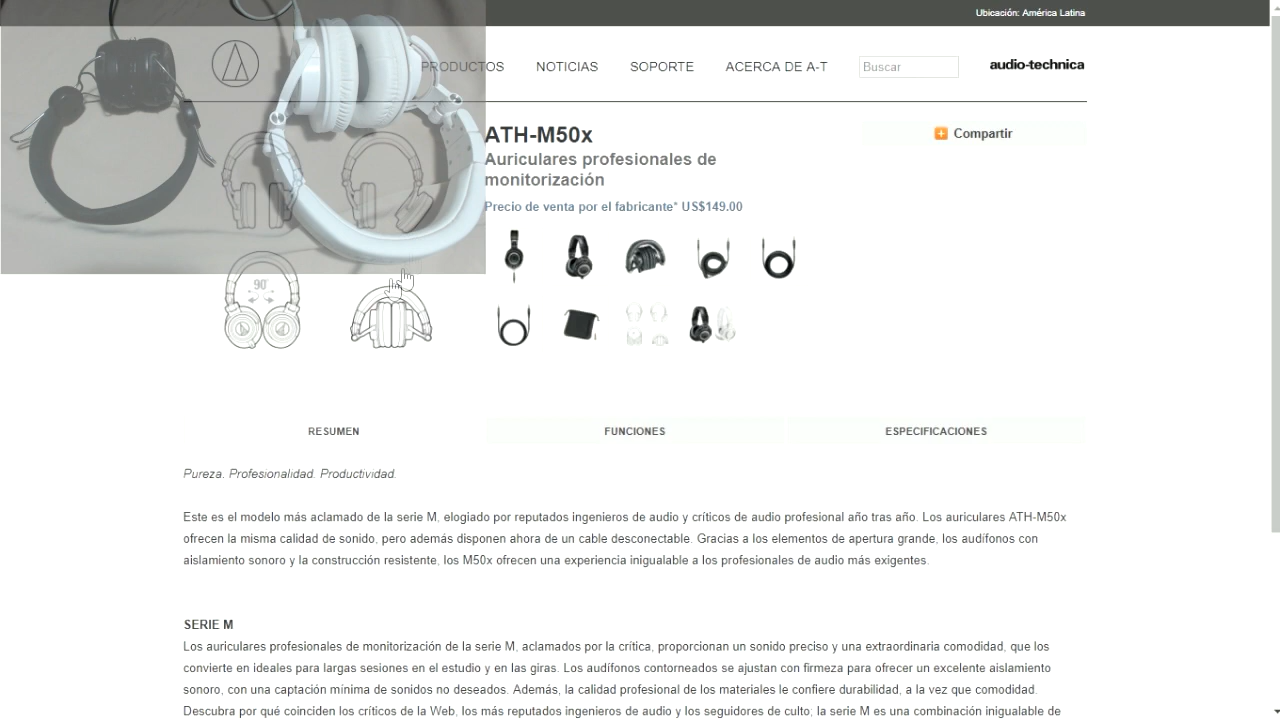 Ubicación: América Latina
PRODUCTOS NOTICIAS SOPORTE ACERCA DE A-T Buscar audio-technica
ATH-M50x
Compartir
Auriculares profesionales de
monitorización
Precio de venta por el fabricante* US$149.00
90°
RESUMEN FUNCIONES ESPECIFICACIONES
Pureza. Profesionalidad. Productividad.
Este es el modelo más aclamado de la serie M, elogiado por reputados ingenieros de audio y críticos de audio profesional año tras año. Los auriculares ATH-M50x
ofrecen la misma calidad de sonido, pero además disponen ahora de un cable desconectable. Gracias a los elementos de apertura grande, los audífonos con
aislamiento sonoro y la construcción resistente, los M50x ofrecen una experiencia inigualable a los profesionales de audio más exigentes.
SERIE M
Los auriculares profesionales de monitorización de la serie M, aclamados por la crítica, proporcionan un sonido preciso y una extraordinaria comodidad, que los
convierte en ideales para largas sesiones en el estudio y en las giras. Los audífonos contorneados se ajustan con firmeza para ofrecer un excelente aislamiento
sonoro, con una captación mínima de sonidos no deseados. Además, la calidad profesional de los materiales le confiere durabilidad, a la vez que comodidad.
Descubra por qué coinciden los críticos de la Web, los más reputados ingenieros de audio y los seguidores de culto; la serie M es una combinación inigualable de